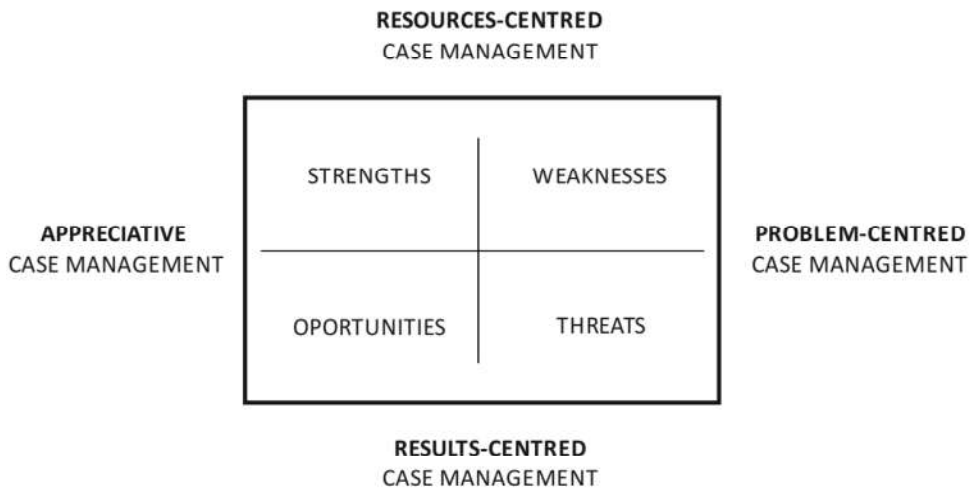 RESOURCES-CENTRED
CASE MANAGEMENT
STRENGTHS
WEAKNESSES
APPRECIATIVE
CASE MANAGEMENT
PROBLEM-CENTRED
CASE MANAGEMENT
OPORTUNITIES
THREATS
RESULTS-CENTRED
CASE MANAGEMENT